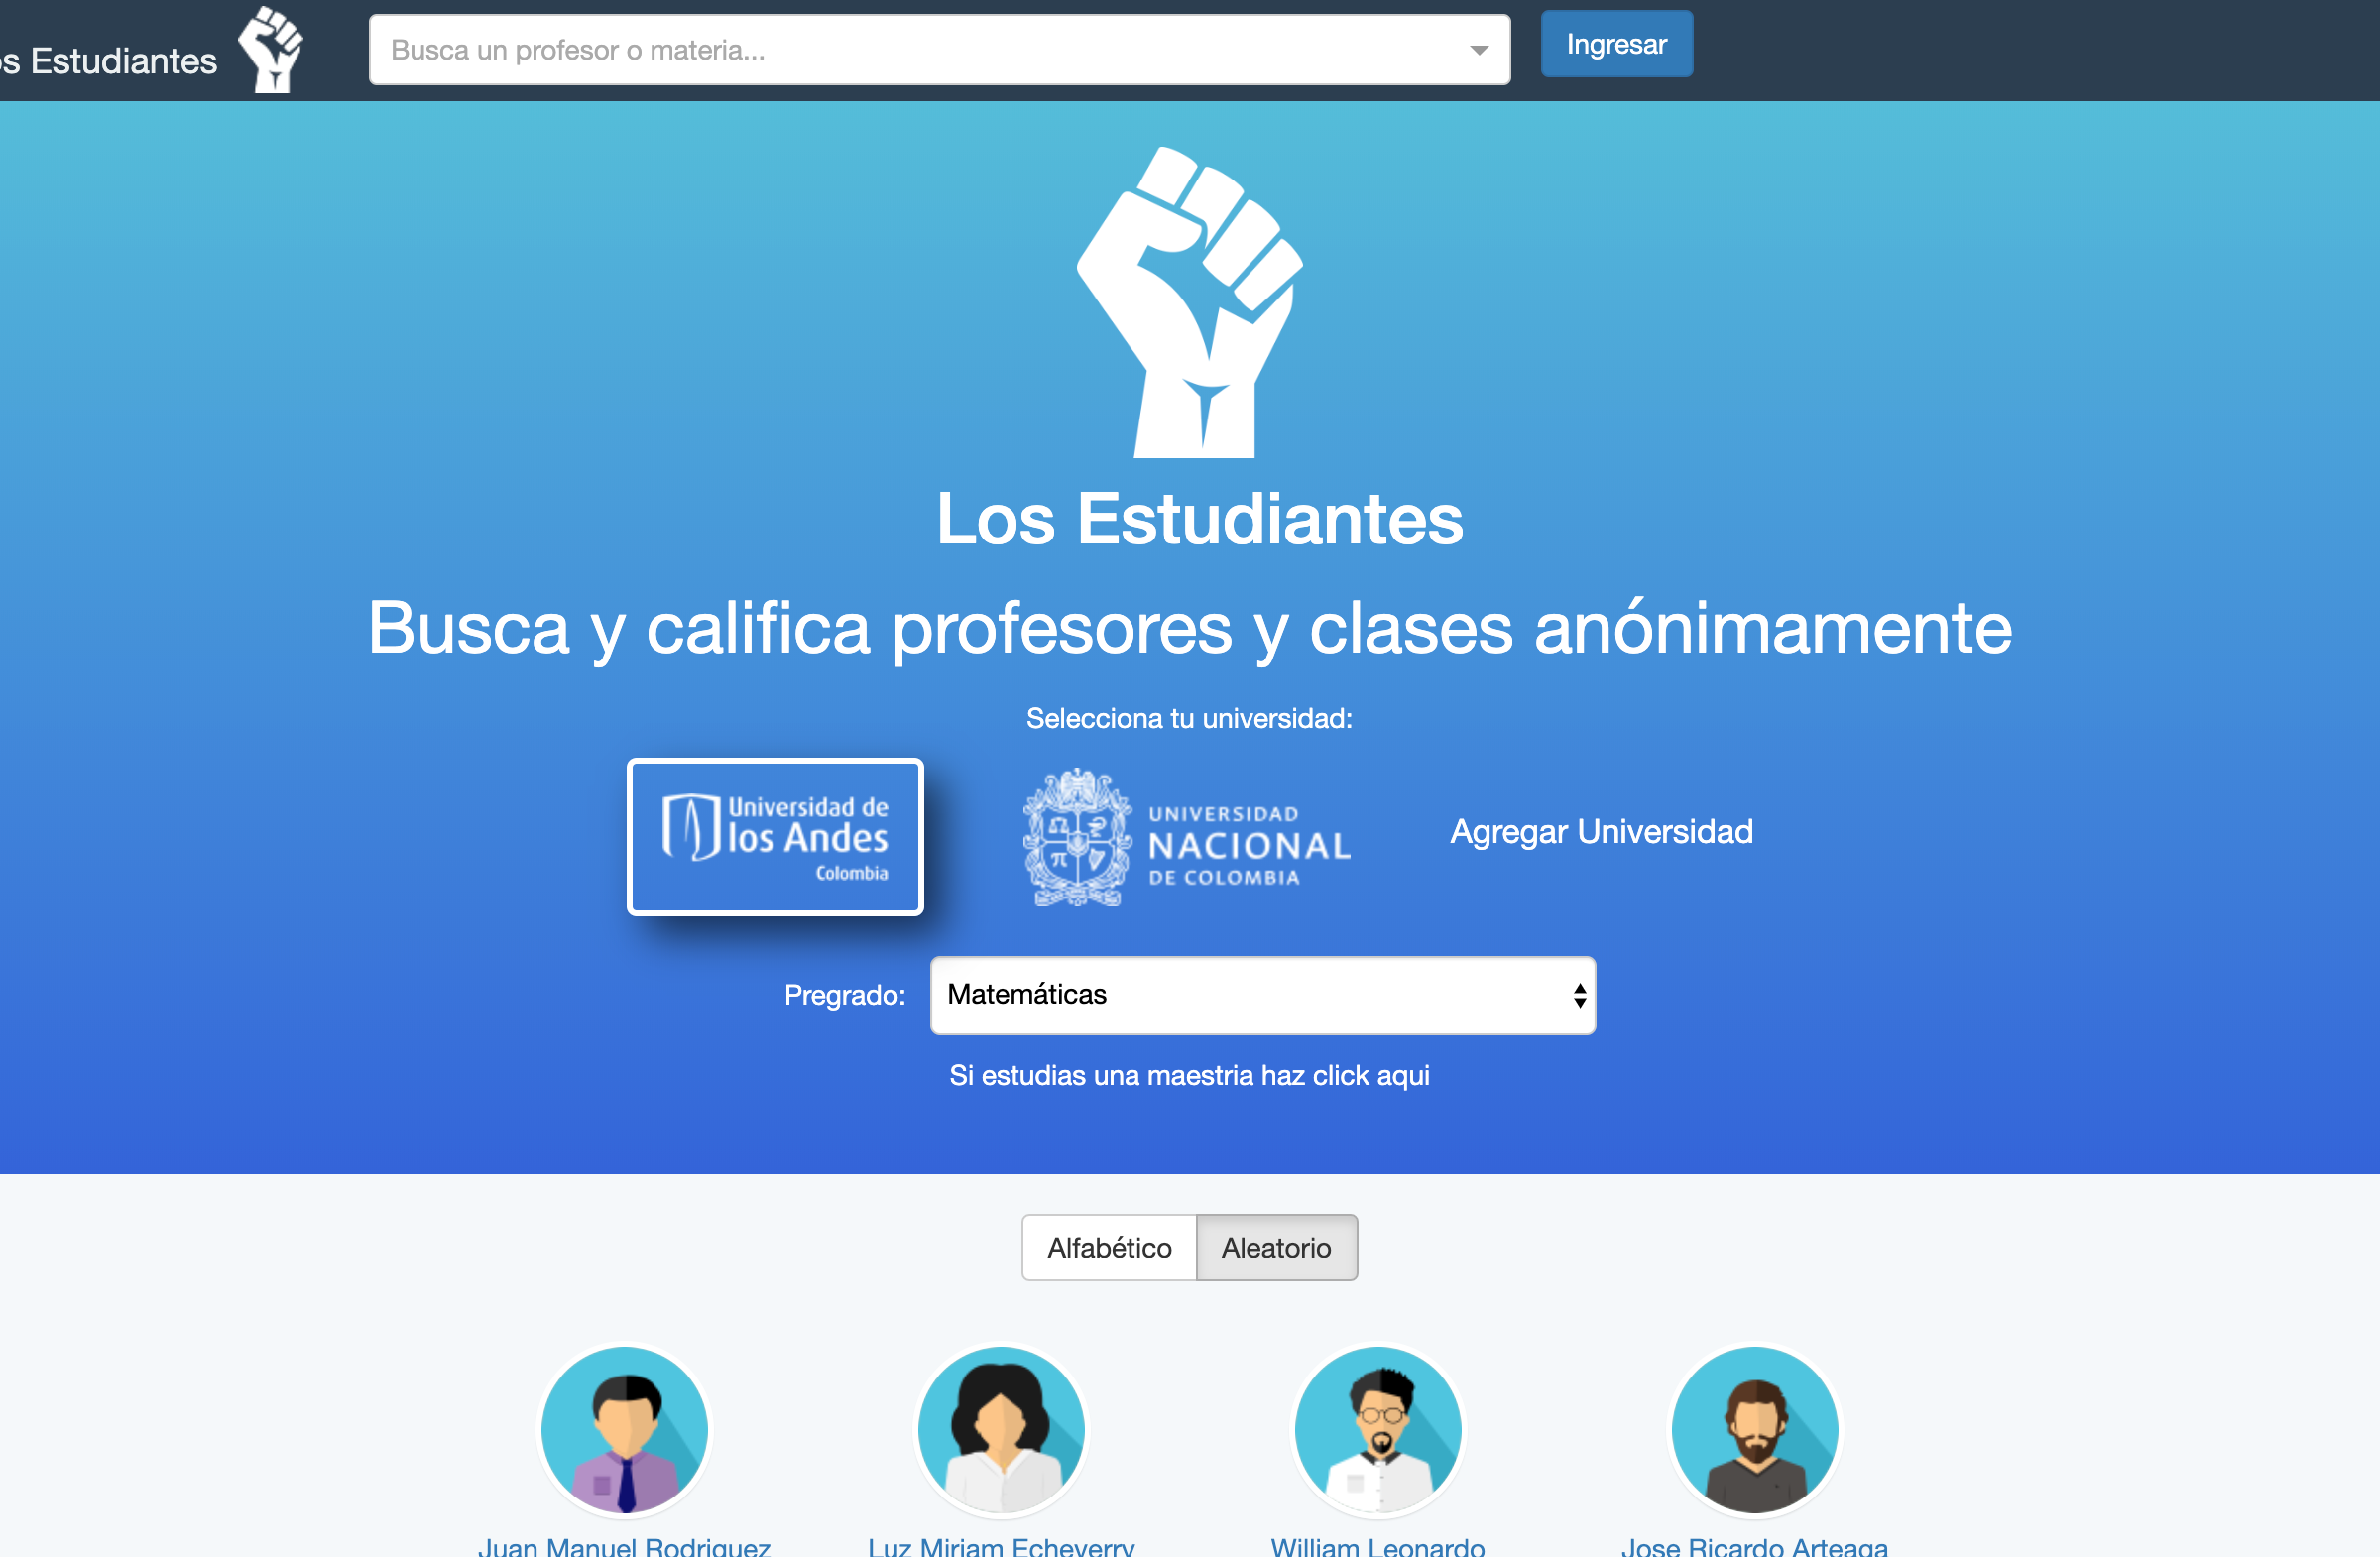 Estudiantes
Busca un profesor o materia...
Ingresar
Los Estudiantes
Busca y califica profesores y clases anónimamente
Selecciona tu universidad:
Universidad de
los Andes
Colombia
UNIVERSIDAD
NACIONAL
DE COLOMBIA
Agregar Universidad
Pregrado:
Matemáticas
Si estudias una maestria haz click aqui
Alfabético
Aleatorio
Juan Manuel Rodriguez
Luz Miriam Echeverry
William Leonardo
Jose Ricardo Arteaga